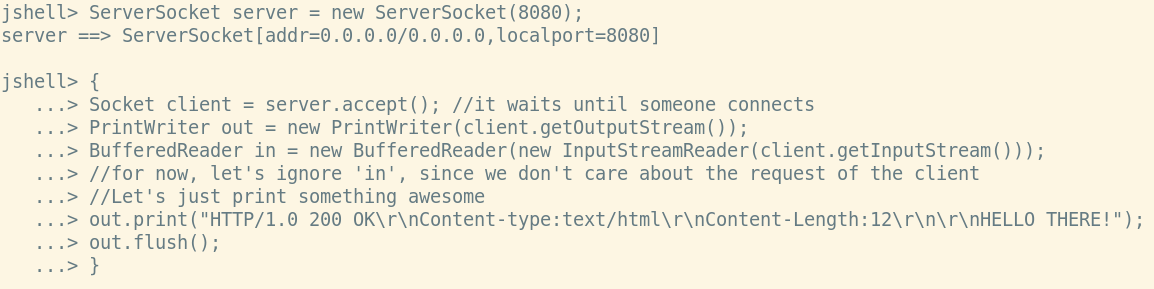 jshell> ServerSocket server = new ServerSocket(8080);
server ==> ServerSocket[addr=0.0.0.0/0.0.0.0,localport=8080]
jshell> {
...> Socket client = server.accept(); //it waits until someone connects
...> PrintWriter out = new PrintWriter(client.getOutputStream());
...> BufferedReader in = new BufferedReader(new InputStreamReader(client.getInputStream()));
...> //for now, let's ignore 'in', since we don't care about the request of the client
...> //Let's just print something awesome
...> out.print("HTTP/1.0 200 OK\r\nContent-type:text/html\r\nContent-Length:12\r\n\r\nHELLO THERE!");
...> out.flush();
...> }